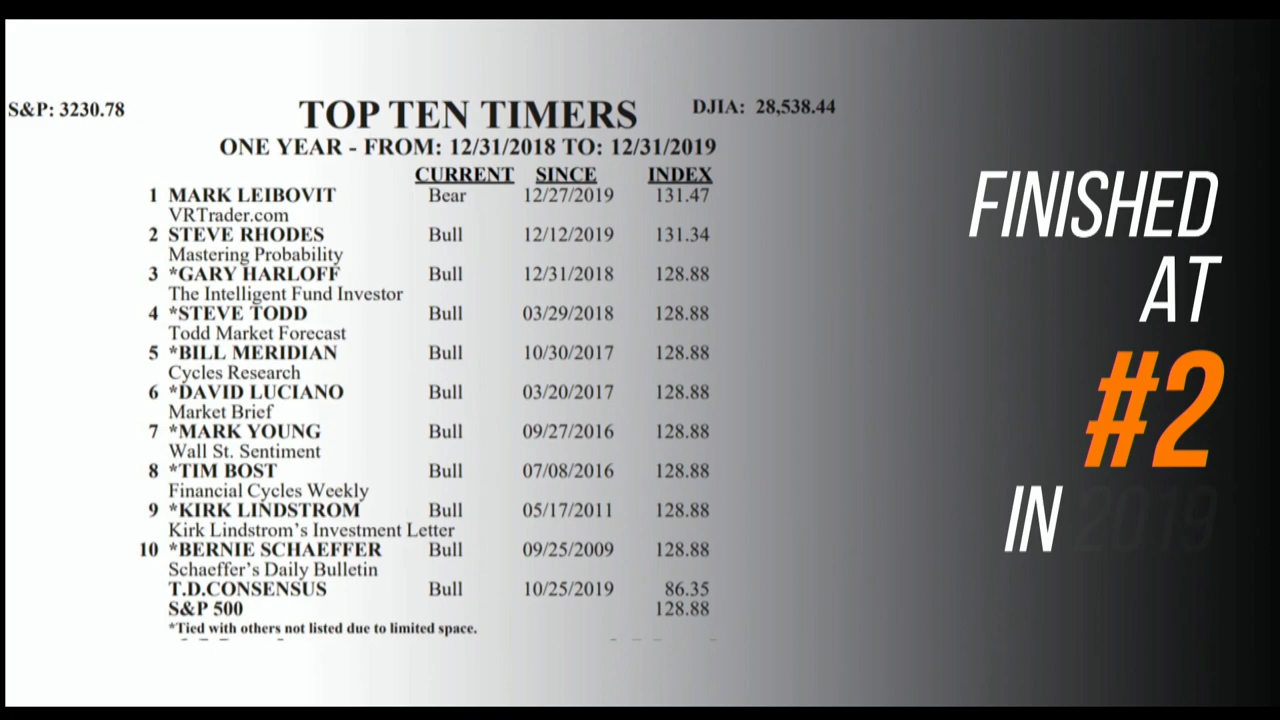 S&P: 3230.78
TOP TEN TIMERS
DJIA: 28,538.44
ONE YEAR - FROM: 12/31/2018 TO: 12/31/2019
CURRENT SINCE INDEX
1 MARK LEIBOVIT Bear 12/27/2019 131.47
VRTrader.com
2 STEVE RHODES Bull 12/12/2019 131.34
Mastering Probability
3 *GARY HARLOFF Bull 12/31/2018 128.88
The Intelligent Fund Investor
4 *STEVE TODD Bull 03/29/2018 128.88
Todd Market Forecast
5 *BILL MERIDIAN Bull 10/30/2017 128.88
Cycles Research
6 *DAVID LUCIANO Bull 03/20/2017 128.88
Market Brief
7 *MARK YOUNG Bull 09/27/2016 128.88
Wall St. Sentiment
8 *TIM BOST Bull 07/08/2016 128.88
Financial Cycles Weekly
9 *KIRK LINDSTROM Bull 05/17/2011 128.88
Kirk Lindstrom's Investment Letter
10 *BERNIE SCHAEFFER Bull 09/25/2009 128.88
Schaeffer's Daily Bulletin
T.D.CONSENSUS Bull 10/25/2019 86.35
S&P 500 128.88
*Tied with others not listed due to limited space.
FINISHED
AT
#2
IN 2019